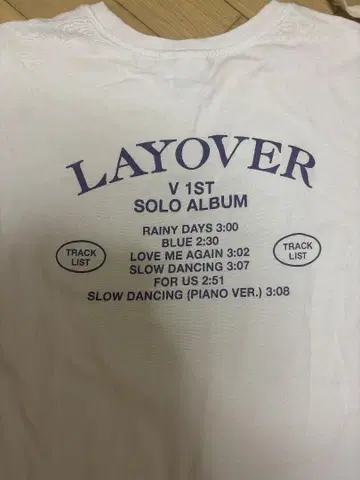 LAYOVER
V 1ST
SOLO ALBUM
RAINY DAYS 3:00
BLUE 2:30
LOVE ME AGAIN 3:02
SLOW DANCING 3:07
FOR US 2:51
SLOW DANCING (PIANO VER.) 3:08
TRACK
LIST
TRACK
LIST